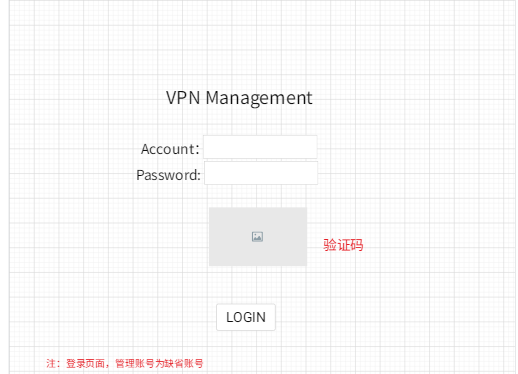 VPN Management
Account：
Password:
验证码
LOGIN
注：登录页面，管理账号为缺省账号